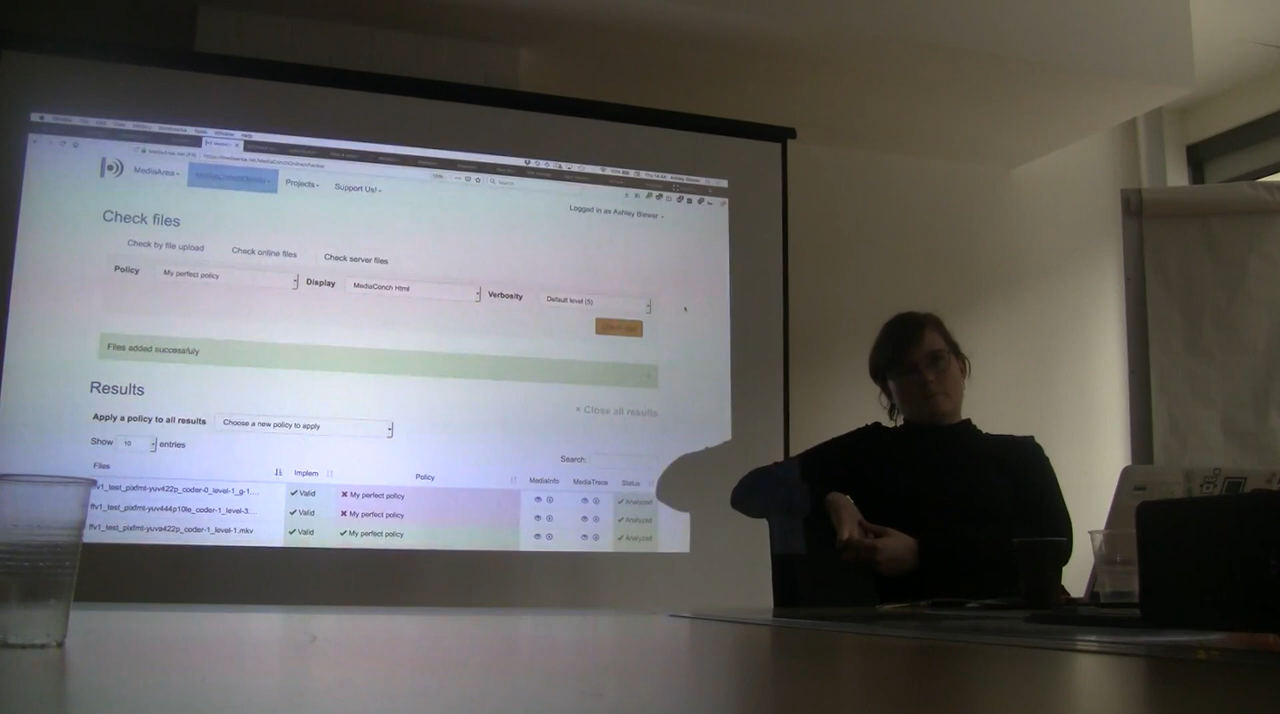 Window Help
MediaArea
Projects
Support Us!
Logged in as Ashley Blewer
Check files
Check by file upload Check online files Check server files
Policy My perfect policy Display MediaConch Html Verbosity Default level (5)
Files added successfuly
Results
× Close all results
Apply a policy to all results Choose a new policy to apply
Show 10 entries
Search:
Files Implem Policy MediaInfo MediaTrace Status
ffv1_test_pixfmt-yuv422p_coder-0_level-1_g-1.... Valid My perfect policy Analyzed
ffv1_test_pixfmt-yuv444p10le_coder-1_level-3.... Valid My perfect policy Analyzed
ffv1_test_pixfmt-yuva422p_coder-1_level-1.mkv Valid My perfect policy Analyzed